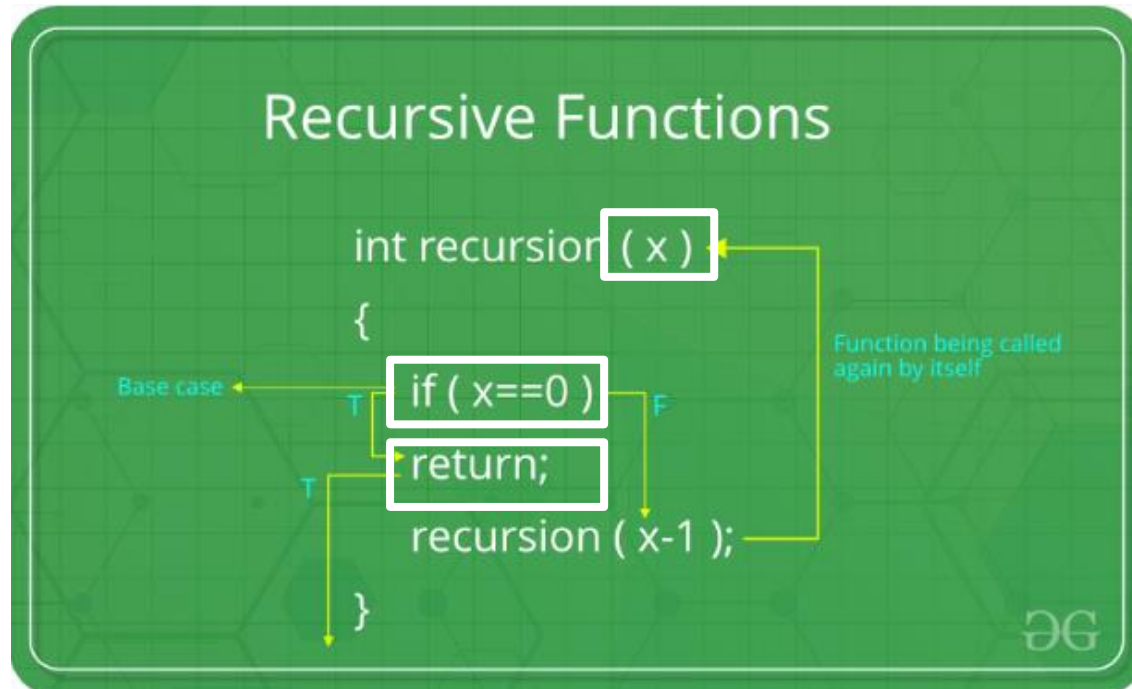 Recursive Functions
int recursion ( x )
{
Function being called
again by itself
Base case
T
if ( x==0 )
F
return;
T
recursion ( x-1 );
}